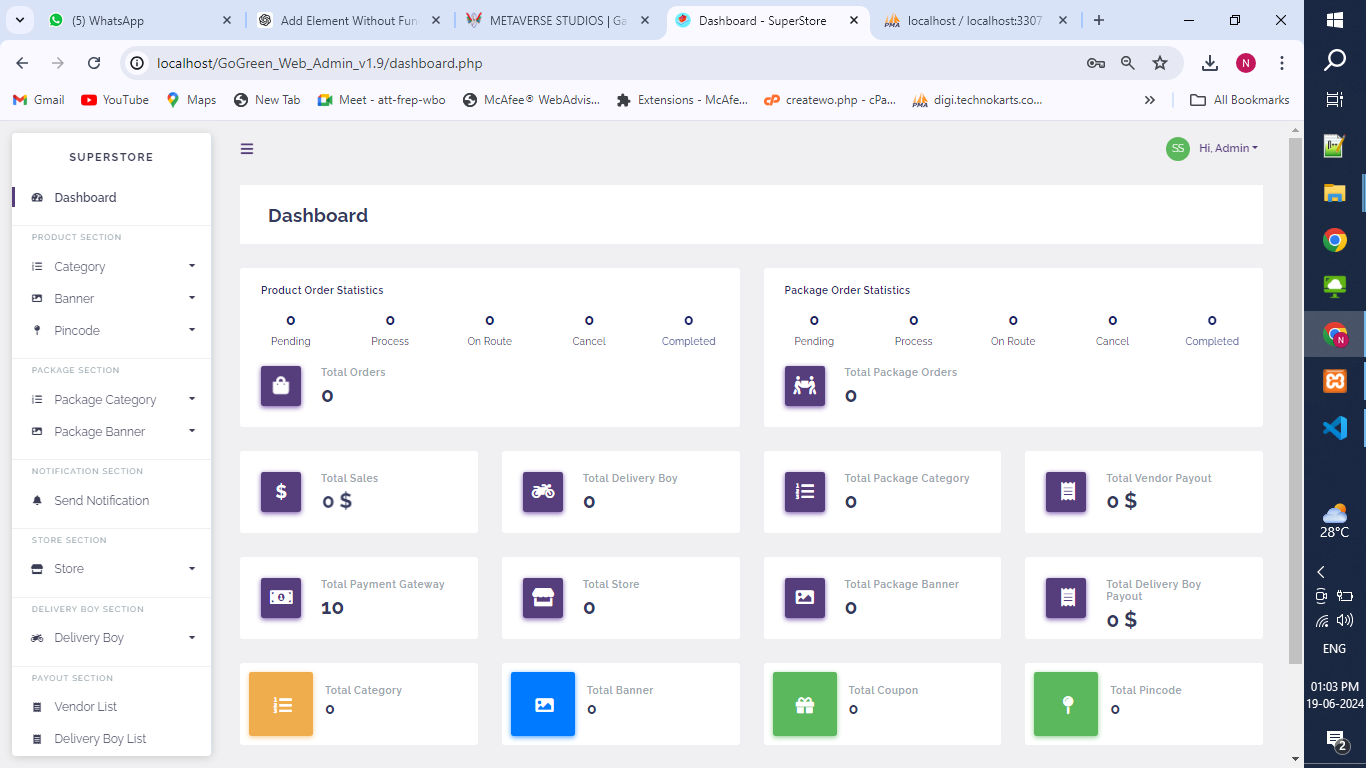 (5) WhatsApp
Add Element Without Fun
METAVERSE STUDIOS | Ga
Dashboard - SuperStore
localhost / localhost:3307
localhost/GoGreen_Web_Admin_v1.9/dashboard.php
N
Gmail
YouTube
Maps
New Tab
Meet - att-frep-wbo
McAfee® WebAdvis...
Extensions - McAfe...
createwo.php - cPa...
digi.technokarts.co...
All Bookmarks
SUPERSTORE
SS
Hi, Admin
Dashboard
Dashboard
PRODUCT SECTION
Category
Banner
Pincode
PACKAGE SECTION
Package Category
Package Banner
NOTIFICATION SECTION
Send Notification
STORE SECTION
Store
DELIVERY BOY SECTION
Delivery Boy
PAYOUT SECTION
Vendor List
Delivery Boy List
Product Order Statistics
0 0 0 0 0
Pending Process On Route Cancel Completed
Total Orders
0
Package Order Statistics
0 0 0 0 0
Pending Process On Route Cancel Completed
Total Package Orders
0
Total Sales
0 $
Total Delivery Boy
0
Total Package Category
0
Total Vendor Payout
0 $
Total Payment Gateway
10
Total Store
0
Total Package Banner
0
Total Delivery Boy
Payout
0 $
Total Category
0
Total Banner
0
Total Coupon
0
Total Pincode
0
28°C
ENG
01:03 PM
19-06-2024
2